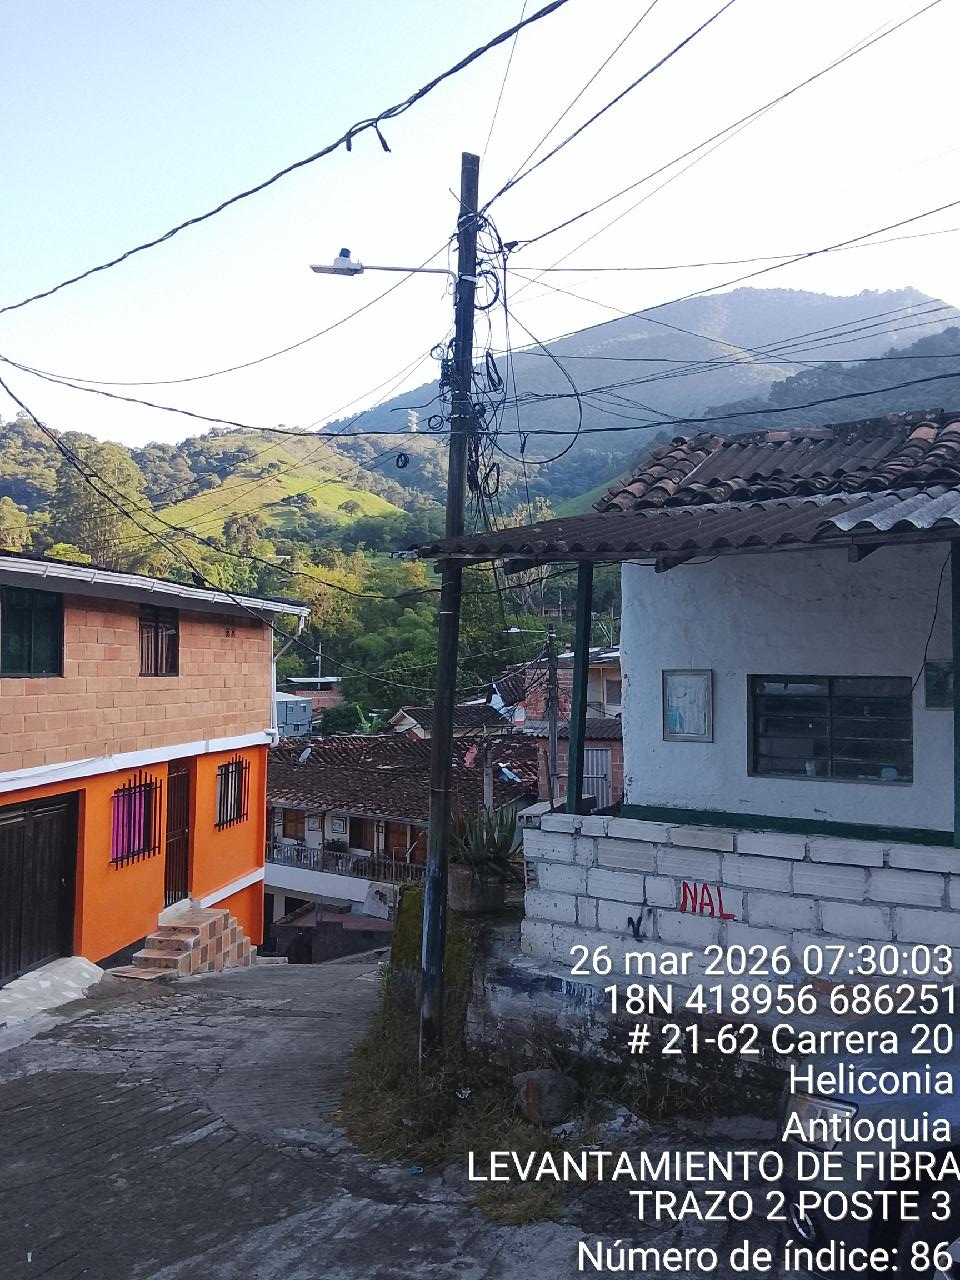 NAL
26 mar 2026 07:30:03
18N 418956 686251
# 21-62 Carrera 20
Heliconia
Antioquia
LEVANTAMIENTO DE FIBRA
TRAZO 2 POSTE 3
Número de índice: 86